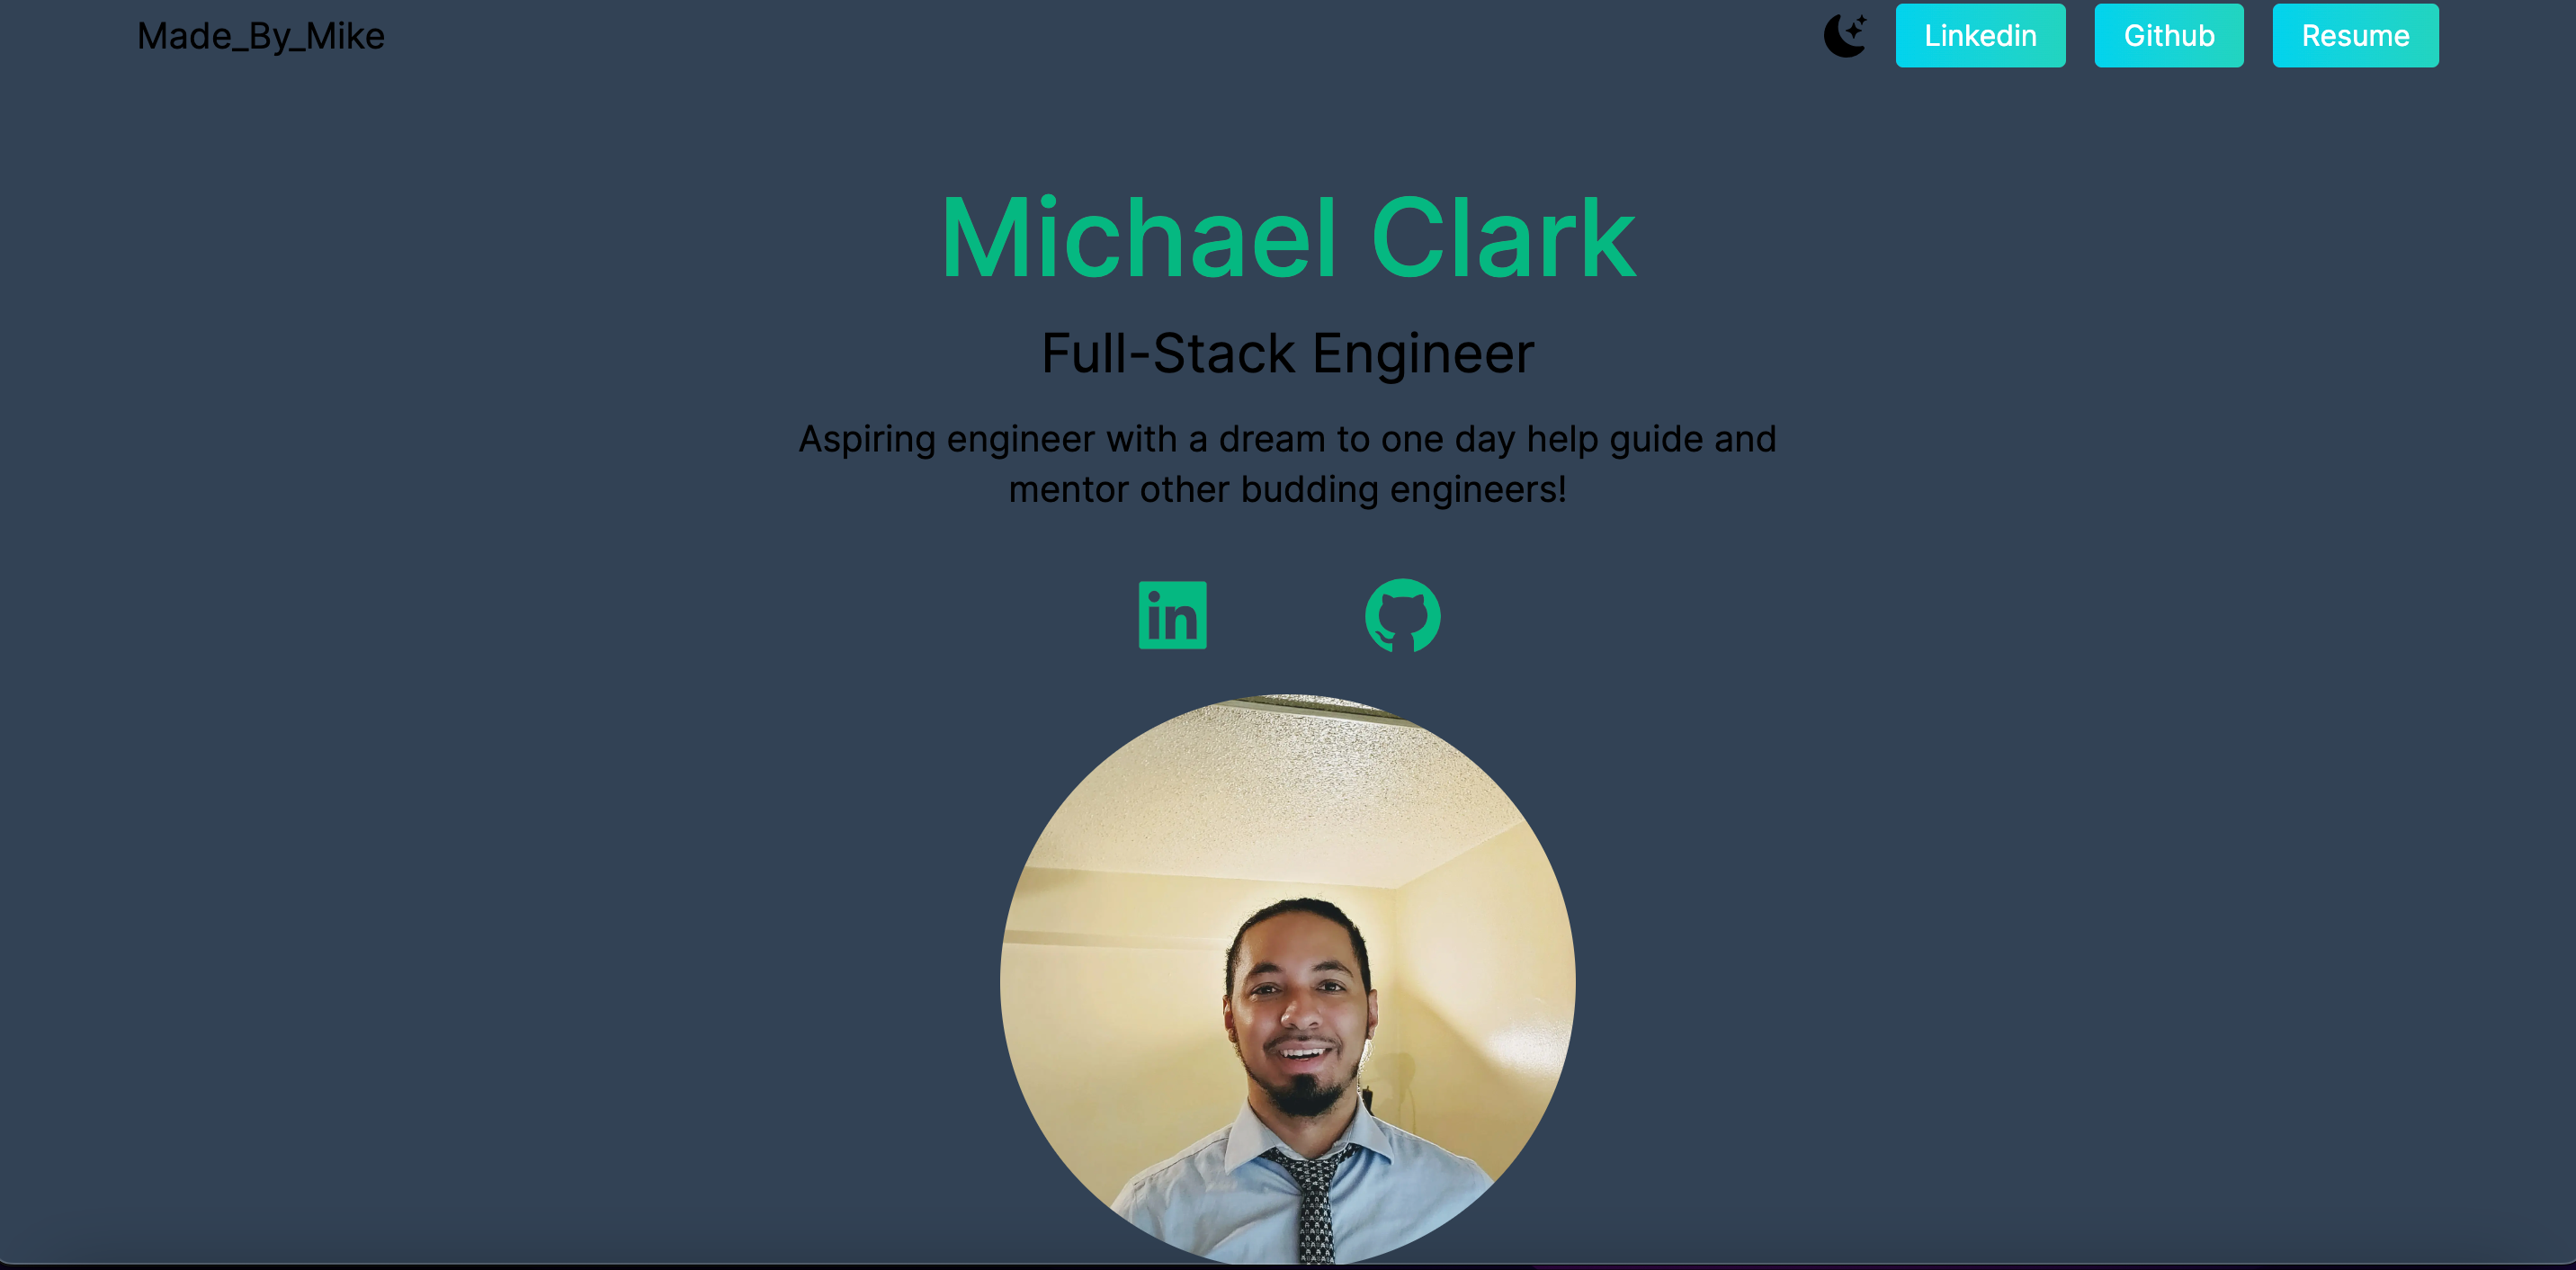 Made_By_Mike
Linkedin
Github
Resume
Michael Clark
Full-Stack Engineer
Aspiring engineer with a dream to one day help guide and
mentor other budding engineers!
in